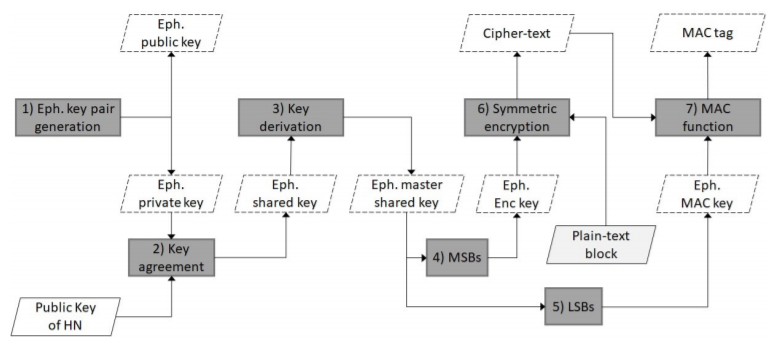 Eph.
public key
Cipher-text
MAC tag
1) Eph. key pair
generation
3) Key
derivation
6) Symmetric
encryption
7) MAC
function
Eph.
private key
Eph.
shared key
Eph. master
shared key
Eph.
Enc key
Eph.
MAC key
2) Key
agreement
4) MSBs
Plain-text
block
Public Key
of HN
5) LSBs